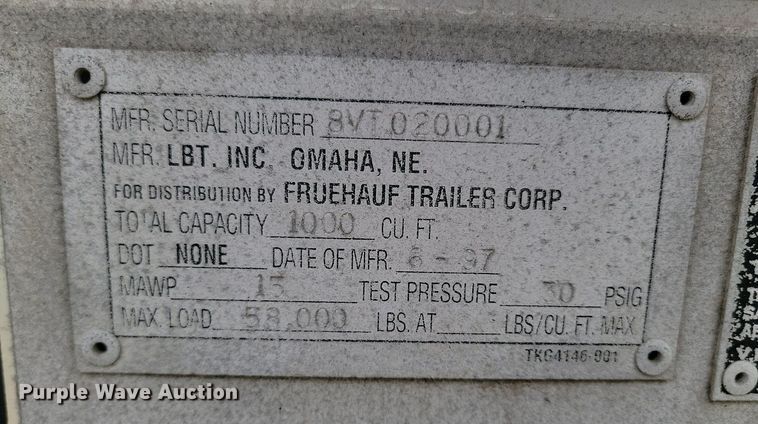 MFR. SERIAL NUMBER 8VT020001
MFR. LBT. INC. OMAHA, NE.
FOR DISTRIBUTION BY FRUEHAUF TRAILER CORP.
TOTAL CAPACITY 1000 CU. FT.
DOT NONE DATE OF MFR. 6-97
MAWP 15 TEST PRESSURE 30 PSIG
MAX. LOAD 58,000 LBS. AT LBS/CU. FT. MAX.
TKC4146-001
Purple Wave Auction